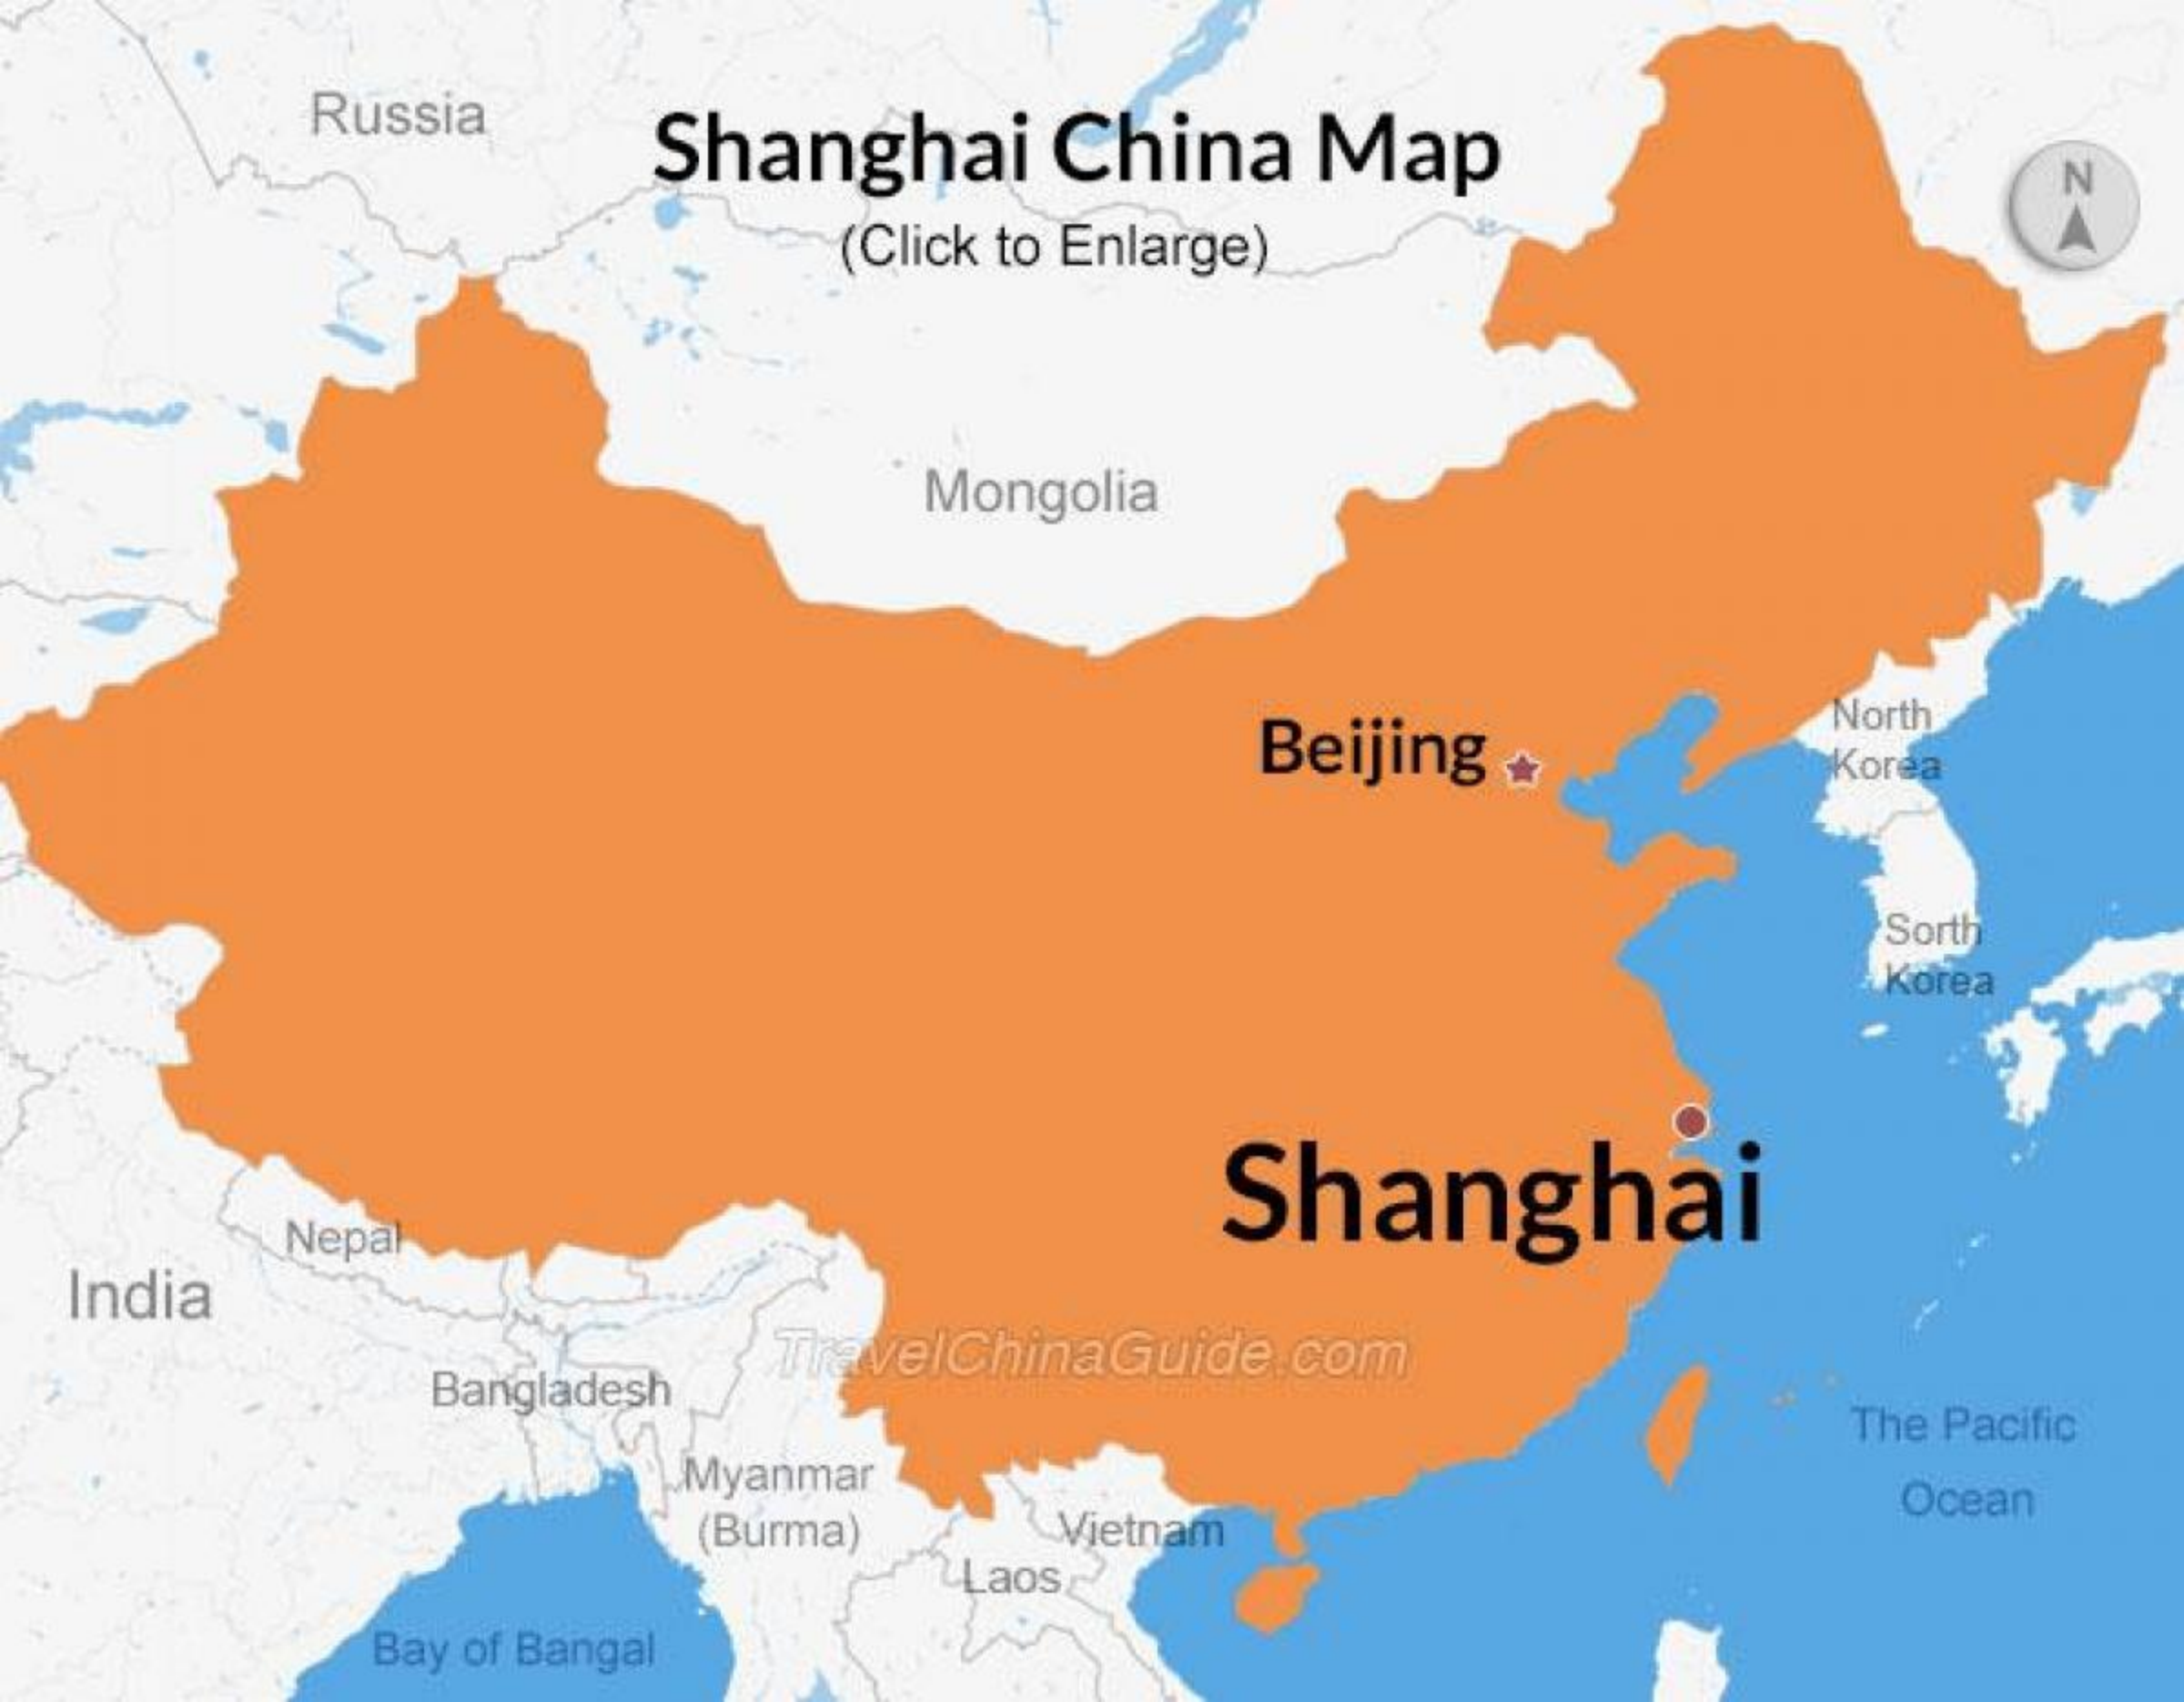 Russia
Shanghai China Map
(Click to Enlarge)
N
Mongolia
Beijing
North
Korea
Sorth
Korea
Shanghai
Nepal
India
TravelChinaGuide.com
Bangladesh
The Pacific
Ocean
Myanmar
(Burma)
Vietnam
Laos
Bay of Bangal